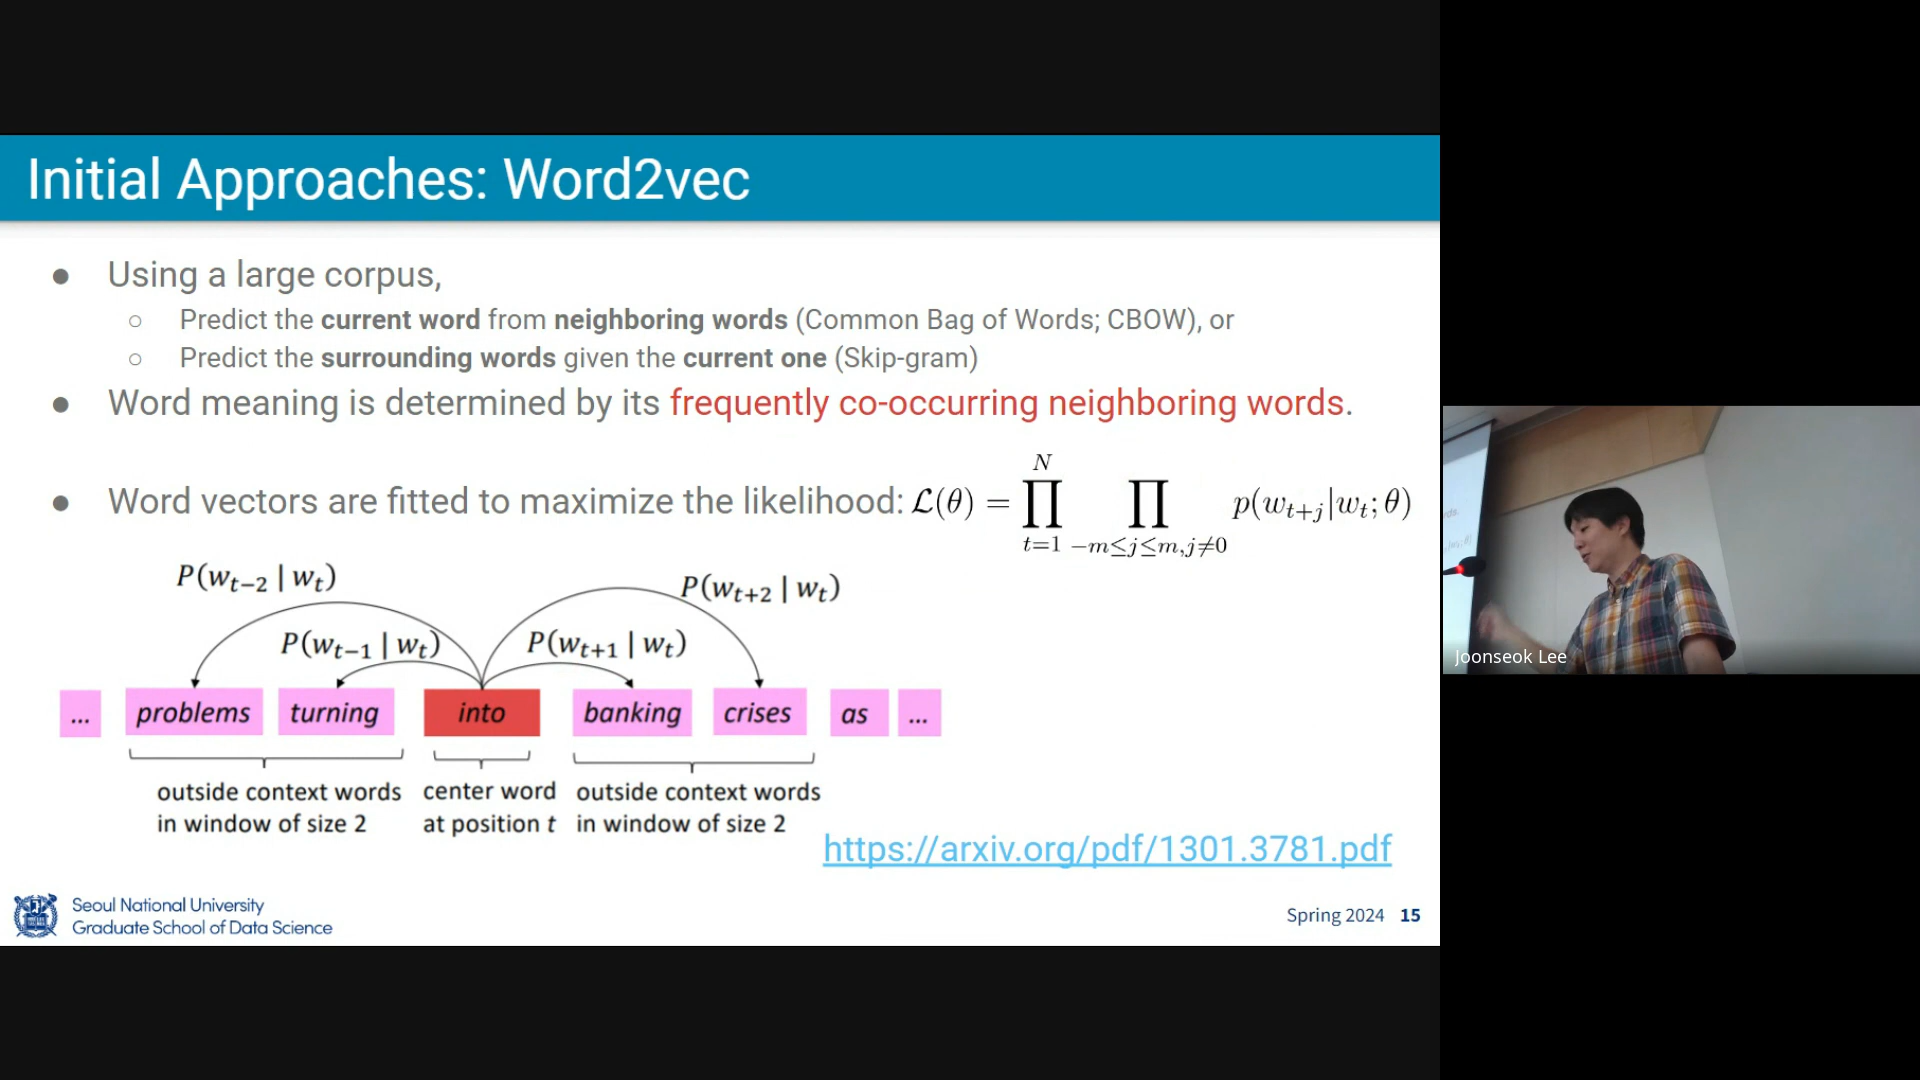 Initial Approaches: Word2vec
● Using a large corpus,
○ Predict the current word from neighboring words (Common Bag of Words; CBOW), or
○ Predict the surrounding words given the current one (Skip-gram)
● Word meaning is determined by its frequently co-occurring neighboring words.
● Word vectors are fitted to maximize the likelihood: ℒ(θ) = ∏_{t=1}^{N} ∏_{−m≤j≤m,j≠0} p(w_{t+j}|w_t; θ)
P(w_{t−2} | w_t)
P(w_{t+2} | w_t)
P(w_{t−1} | w_t)
P(w_{t+1} | w_t)
... problems turning into banking crises as ...
outside context words in window of size 2
center word at position t
outside context words in window of size 2
https://arxiv.org/pdf/1301.3781.pdf
Seoul National University
Graduate School of Data Science
Spring 2024 15
Joonseok Lee